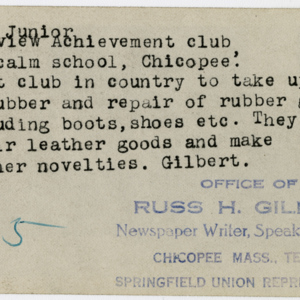 Junior
view Achievement club
calm school, Chicopee.
t club in country to take up
ubber and repair of rubber
uding boots,shoes etc. They
ir leather goods and make
her novelties. Gilbert.
OFFICE OF
RUSS H. GIL
Newspaper Writer, Speak
5
CHICOPEE MASS., TE
SPRINGFIELD UNION REPR